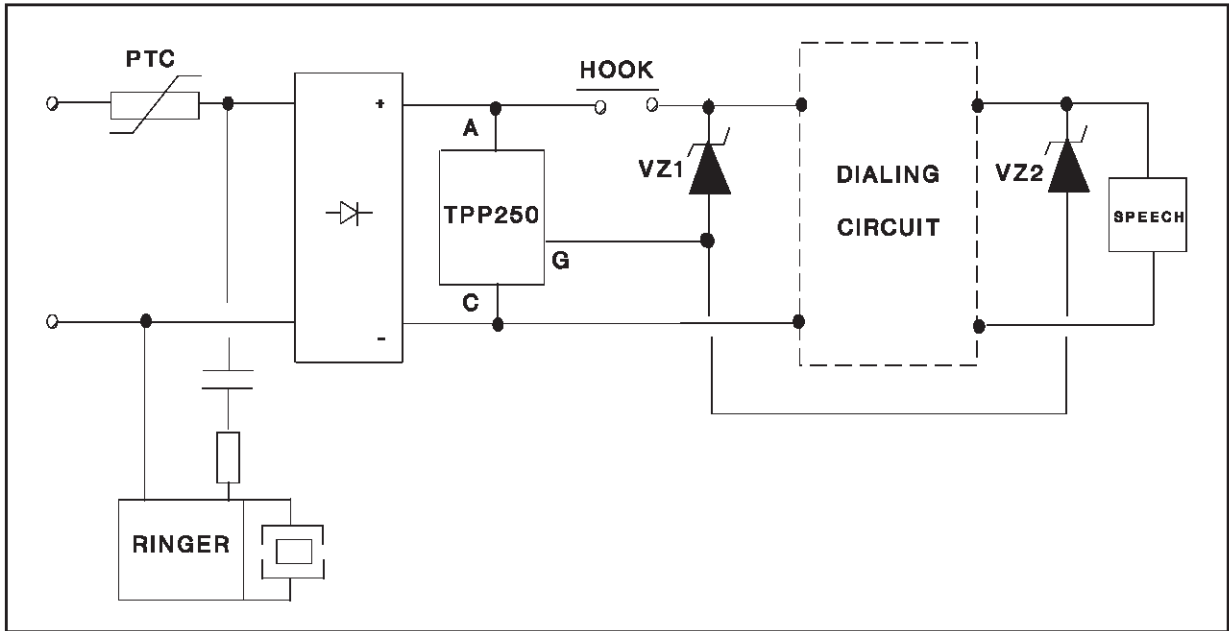 PTC
HOOK
+
A
VZ1
VZ2
TPP250
DIALING
CIRCUIT
SPEECH
G
C
-
RINGER